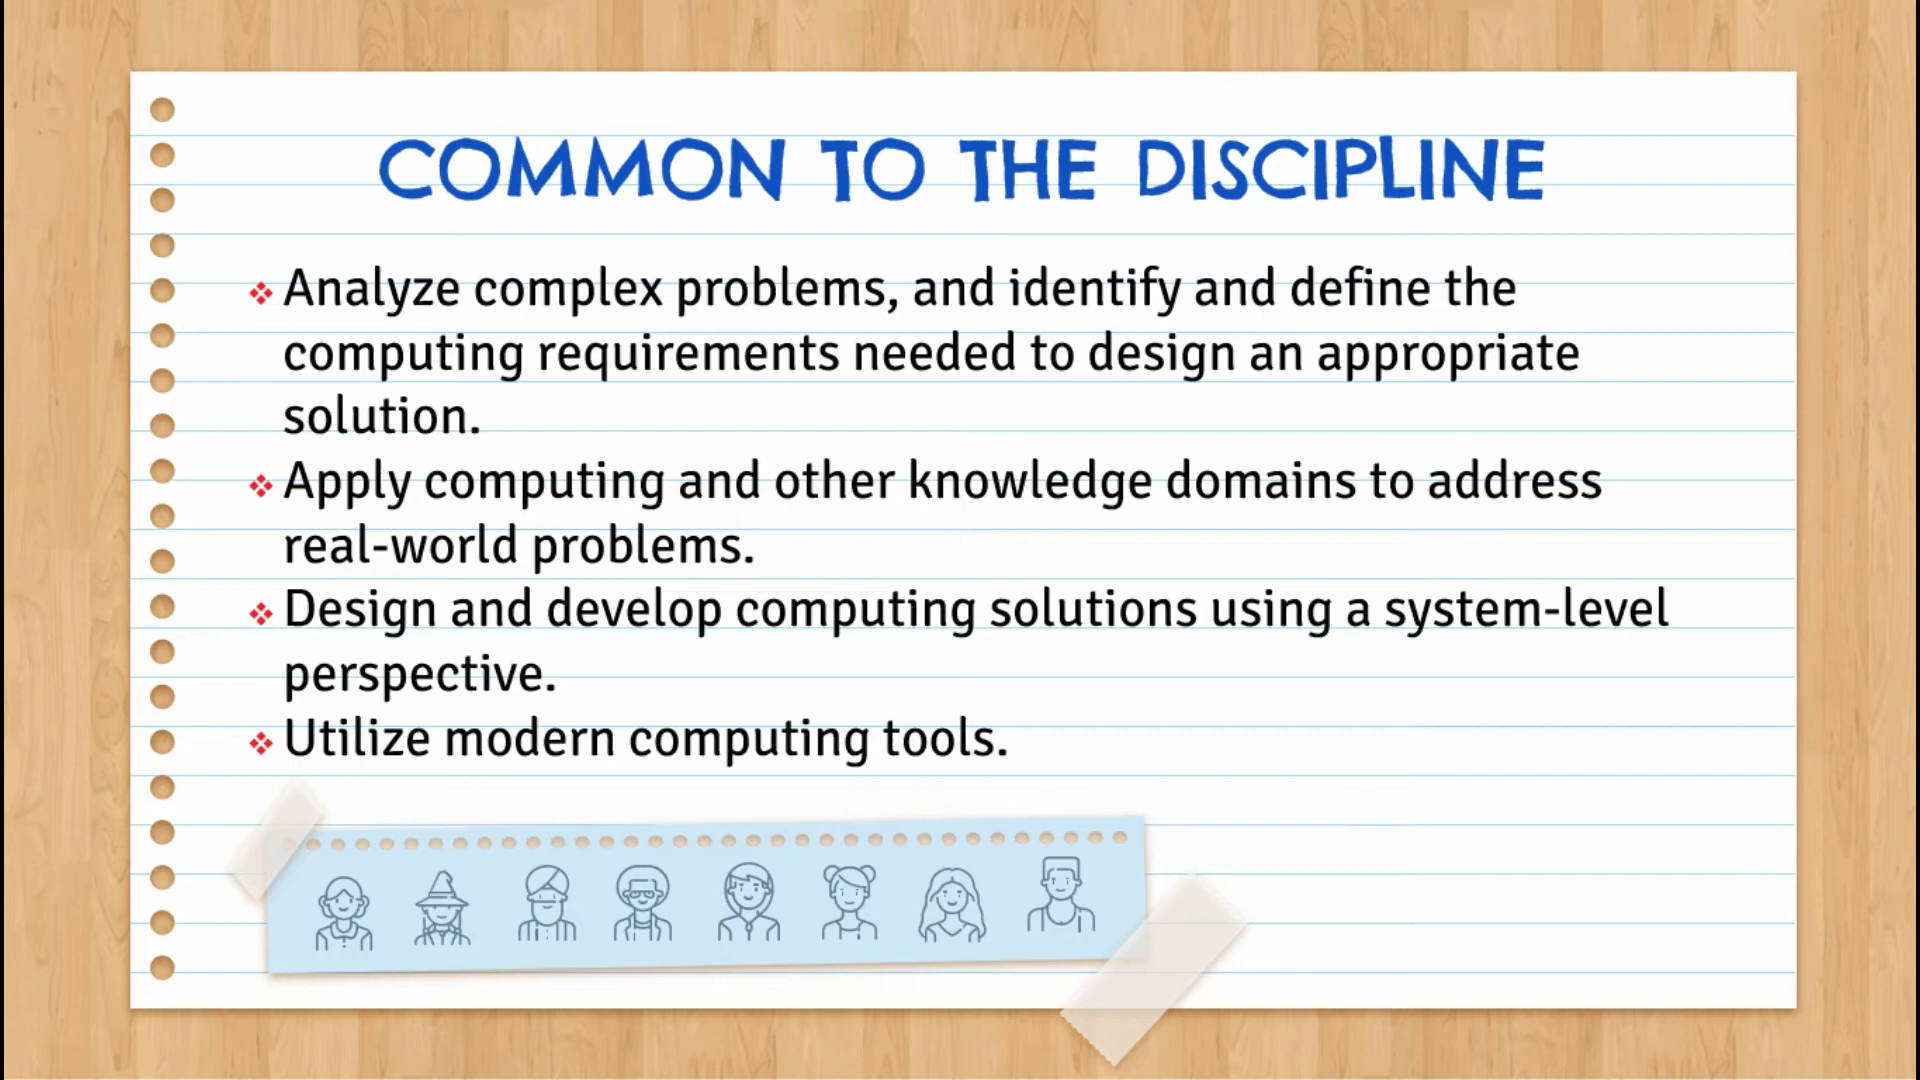 COMMON TO THE DISCIPLINE
❖ Analyze complex problems, and identify and define the
computing requirements needed to design an appropriate
solution.
❖ Apply computing and other knowledge domains to address
real-world problems.
❖ Design and develop computing solutions using a system-level
perspective.
❖ Utilize modern computing tools.